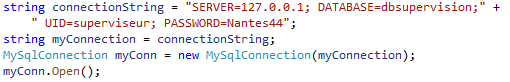 string connectionString = "SERVER=127.0.0.1; DATABASE=dbsupervision;" +
" UID=superviseur; PASSWORD=Nantes44";
string myConnection = connectionString;
MySqlConnection myConn = new MySqlConnection(myConnection);
myConn.Open();